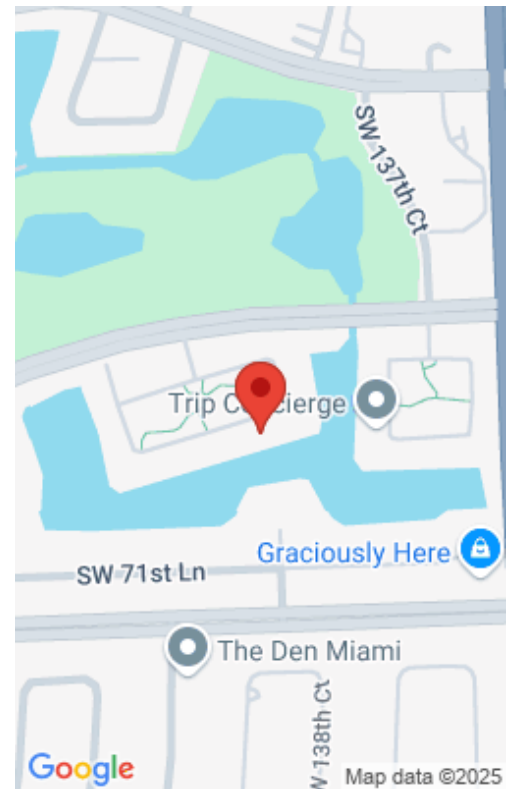 SW 137th Ct
Trip Concierge
Graciously Here
SW 71st Ln
The Den Miami
W 138th Ct
Google
Map data ©2025